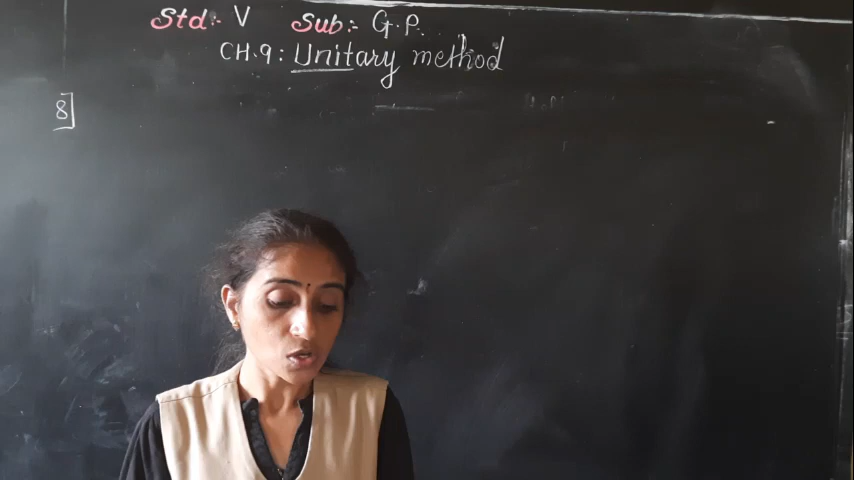 Std:- V Sub:- G.P.
CH.9: Unitary method
8]